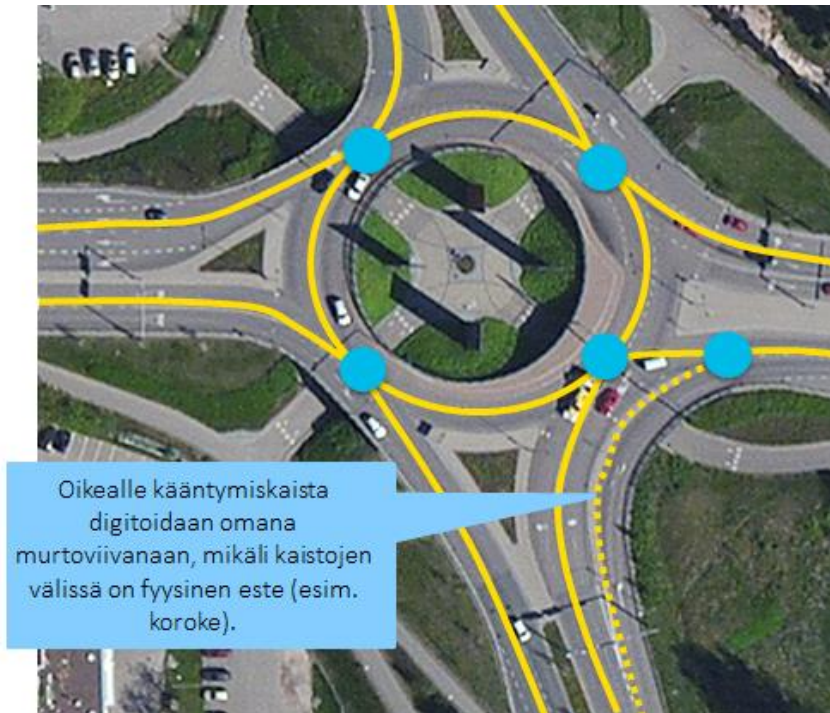 Oikealle kääntymiskaista
digitoidaan omana
murtoviivanaan, mikäli kaistojen
välissä on fyysinen este (esim.
koroke).